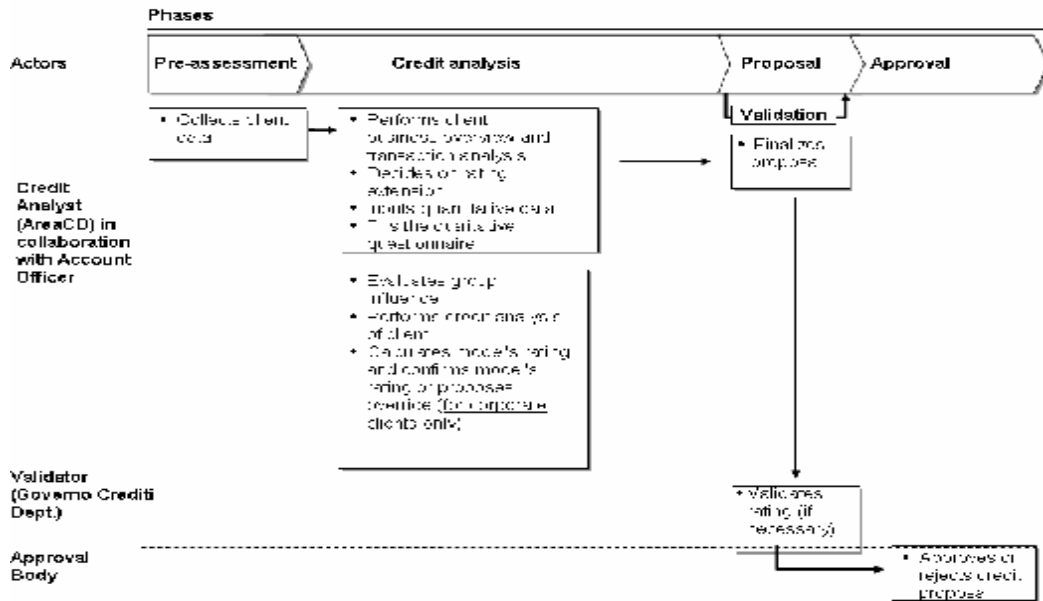 Phases
Actors
Pre-assessment
Credit analysis
Proposal
Approval
Validation
• Collects client
data
• Performs client
business overview and
transaction analysis
• Decides on rating
extension
• Inputs quantitative data
• Fills the qualitative
questionnaire
• Finalizes
proposal
Credit
Analyst
(AreaCD) in
collaboration
with Account
Officer
• Evaluates group
influence
• Performs credit analysis
of client
• Calculates model's rating
and confirms model's
rating or proposes
override (for corporate
clients only)
Validator
(Governo Crediti
Dept.)
• Validates
rating (if
necessary)
Approval
Body
• Approves or
rejects credit
proposal